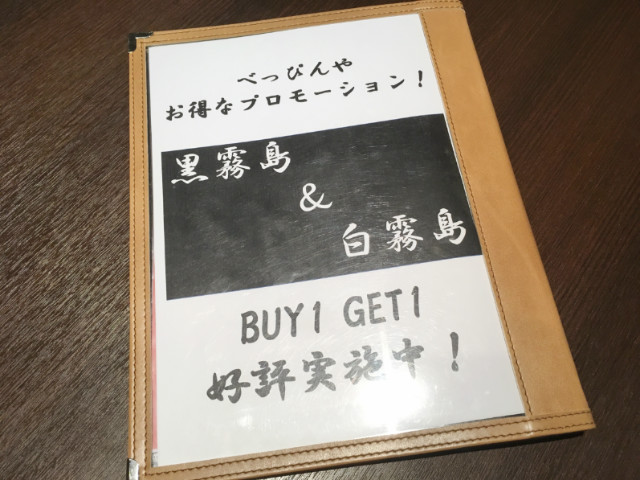 べっぴんや
お得なプロモーション！
黒霧島
&
白霧島
BUY1 GET1
好評実施中！